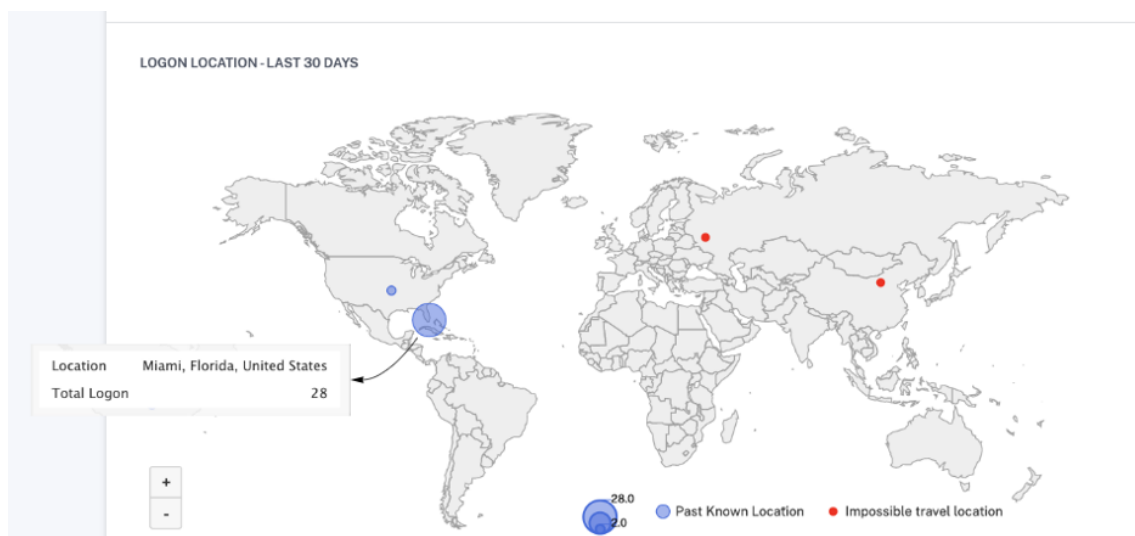 LOGON LOCATION - LAST 30 DAYS
Location Miami, Florida, United States
Total Logon 28
+
-
28.0
2.0
Past Known Location
Impossible travel location